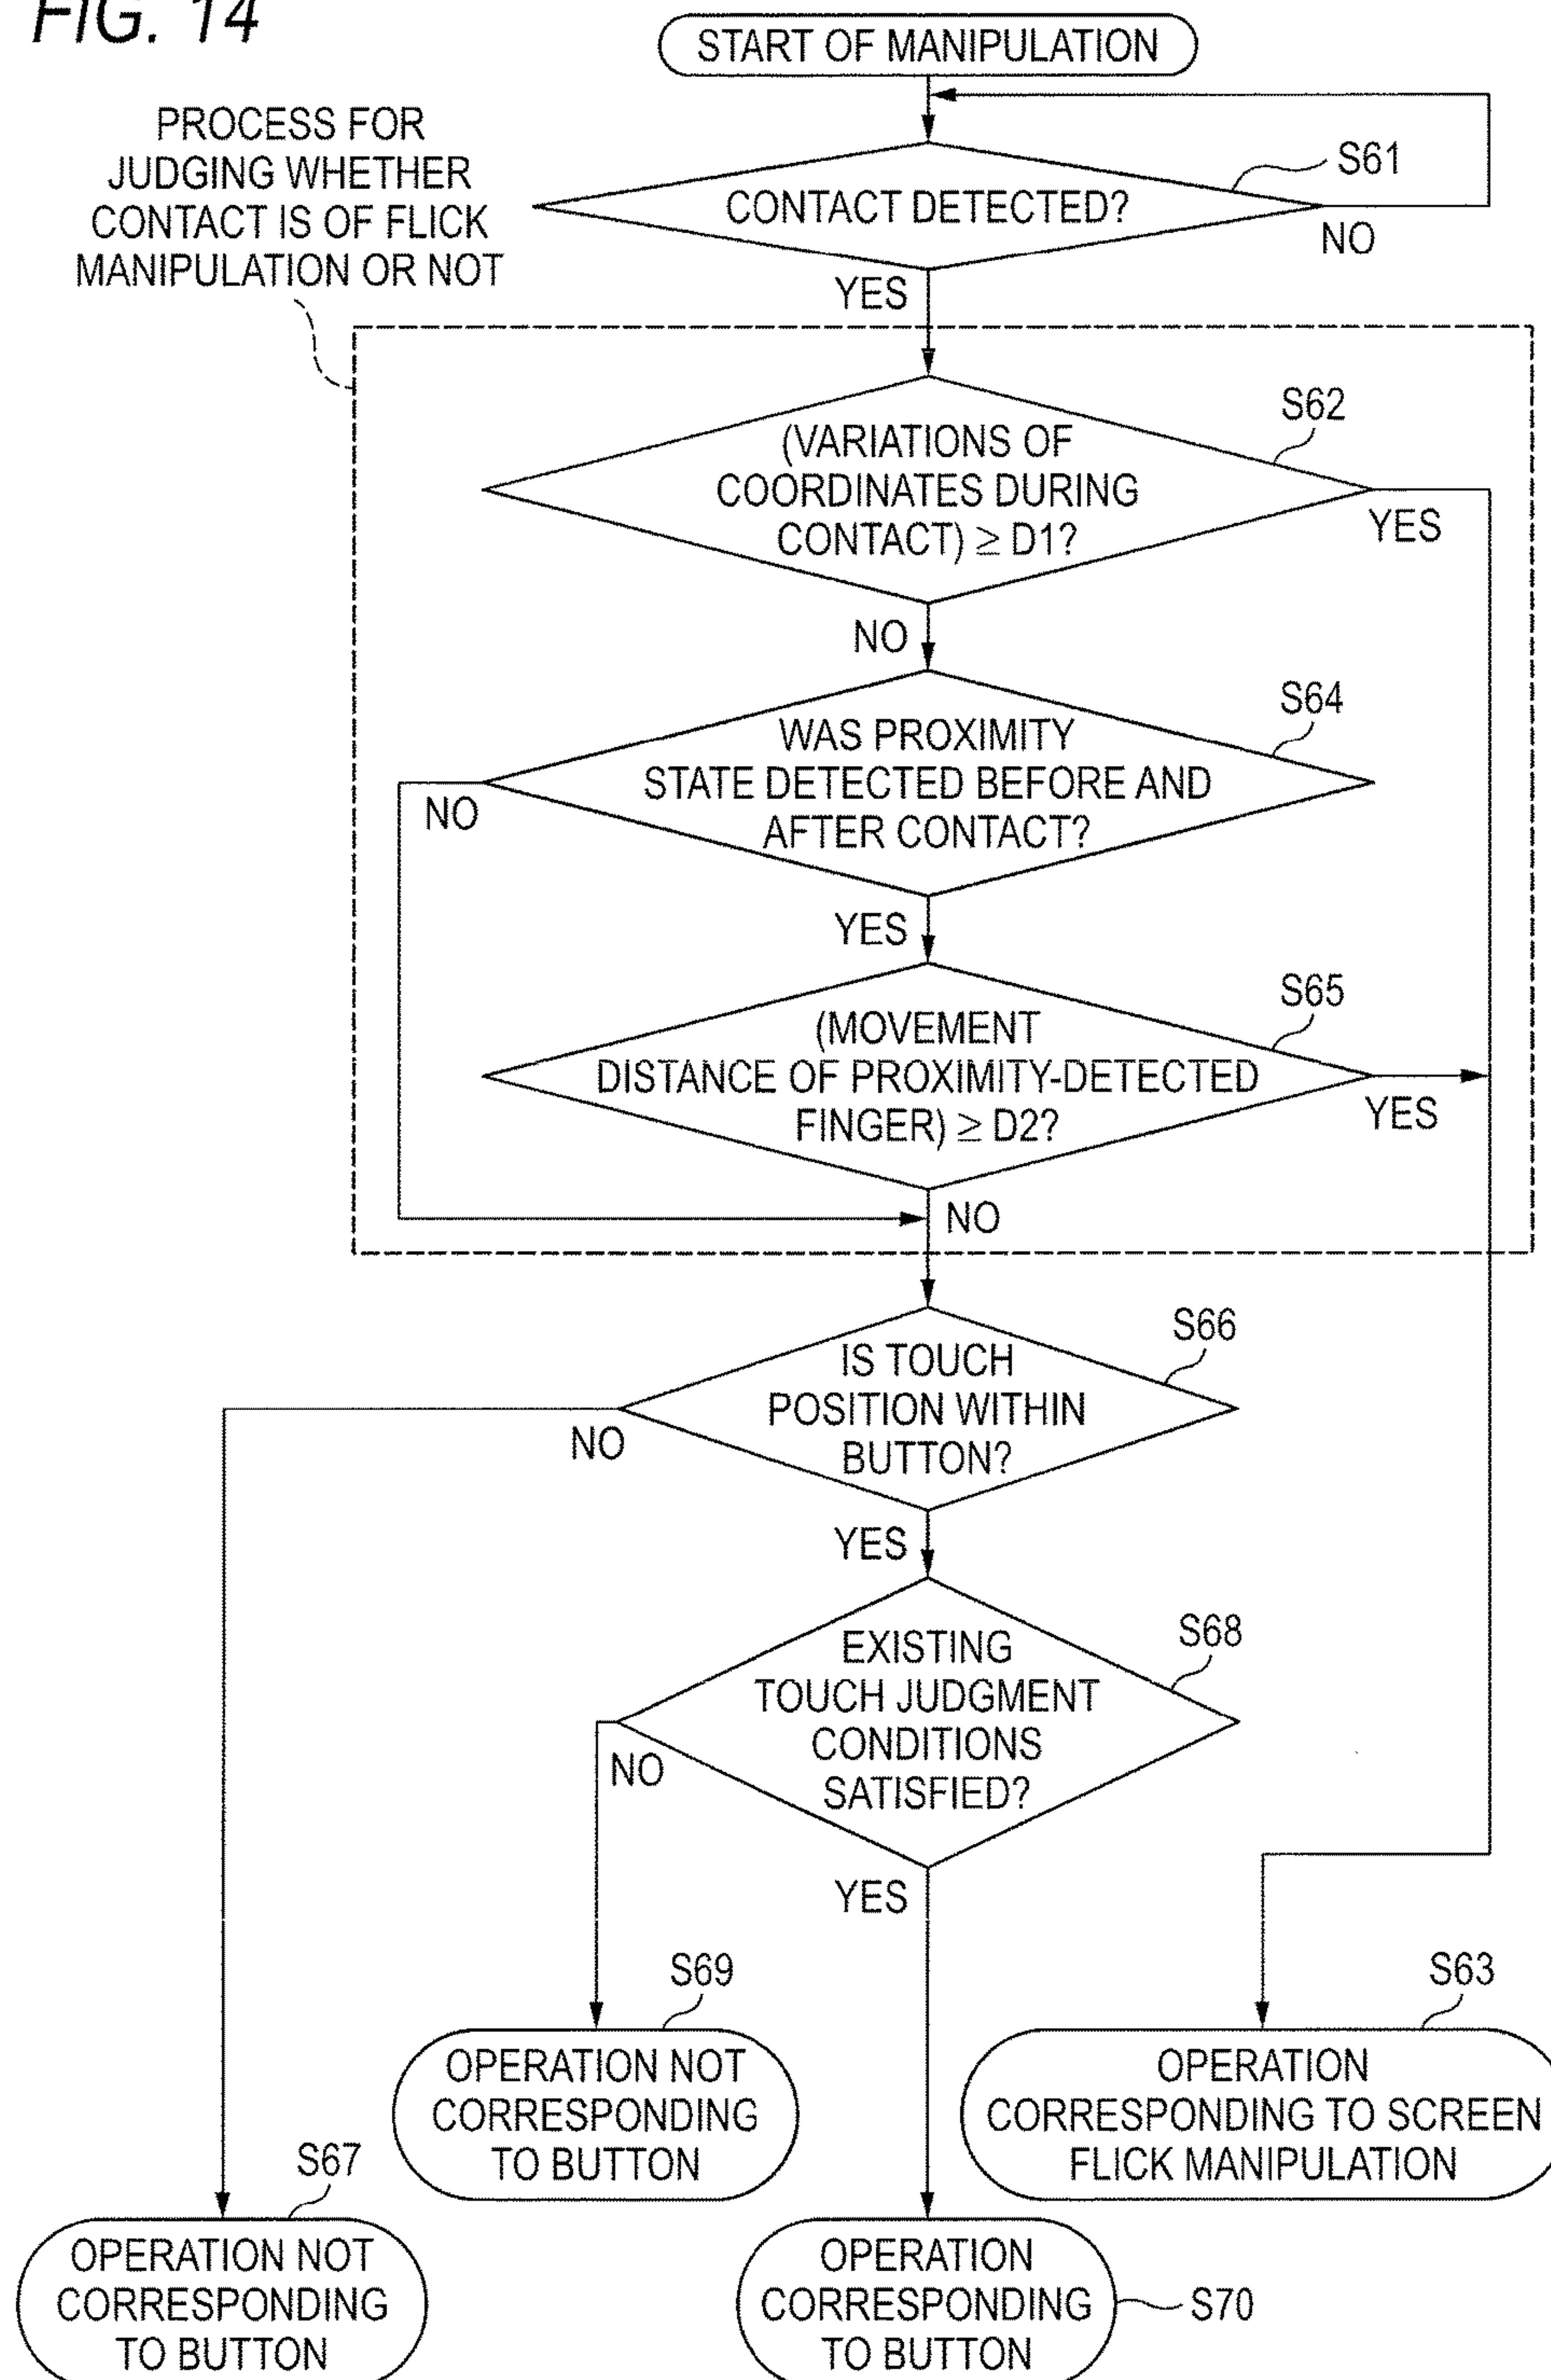 FIG. 14
START OF MANIPULATION
PROCESS FOR
JUDGING WHETHER
CONTACT IS OF FLICK
MANIPULATION OR NOT
S61
CONTACT DETECTED?
NO
YES
S62
(VARIATIONS OF
COORDINATES DURING
CONTACT) ≥ D1?
YES
NO
S64
WAS PROXIMITY
STATE DETECTED BEFORE AND
AFTER CONTACT?
NO
YES
S65
(MOVEMENT
DISTANCE OF PROXIMITY-DETECTED
FINGER) ≥ D2?
YES
NO
S66
IS TOUCH
POSITION WITHIN
BUTTON?
NO
YES
S68
EXISTING
TOUCH JUDGMENT
CONDITIONS
SATISFIED?
NO
YES
S69
OPERATION NOT
CORRESPONDING
TO BUTTON
S63
OPERATION
CORRESPONDING TO SCREEN
FLICK MANIPULATION
S67
OPERATION NOT
CORRESPONDING
TO BUTTON
OPERATION
CORRESPONDING
TO BUTTON
S70